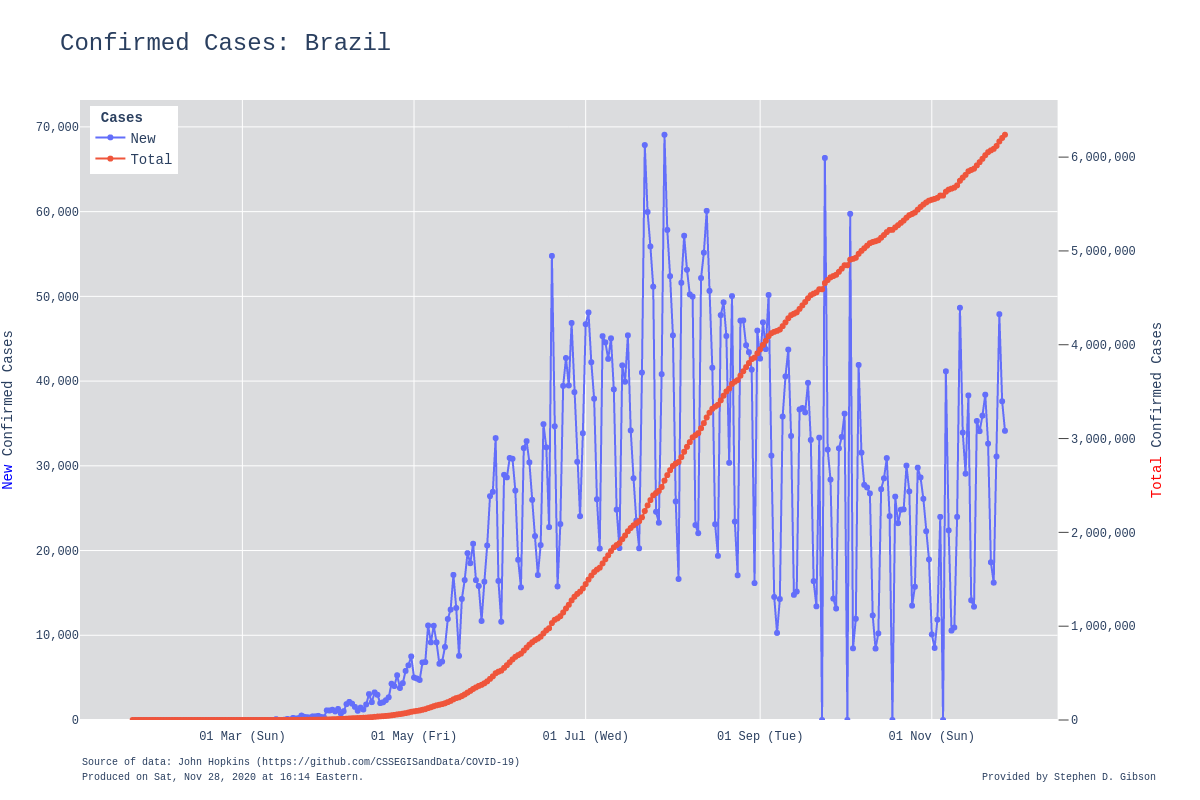 Confirmed Cases: Brazil
Cases
New
Total
70,000
60,000
50,000
40,000
30,000
20,000
10,000
0
New Confirmed Cases
6,000,000
5,000,000
4,000,000
3,000,000
2,000,000
1,000,000
0
Total Confirmed Cases
01 Mar (Sun)
01 May (Fri)
01 Jul (Wed)
01 Sep (Tue)
01 Nov (Sun)
Source of data: John Hopkins (https://github.com/CSSEGISandData/COVID-19)
Produced on Sat, Nov 28, 2020 at 16:14 Eastern.
Provided by Stephen D. Gibson